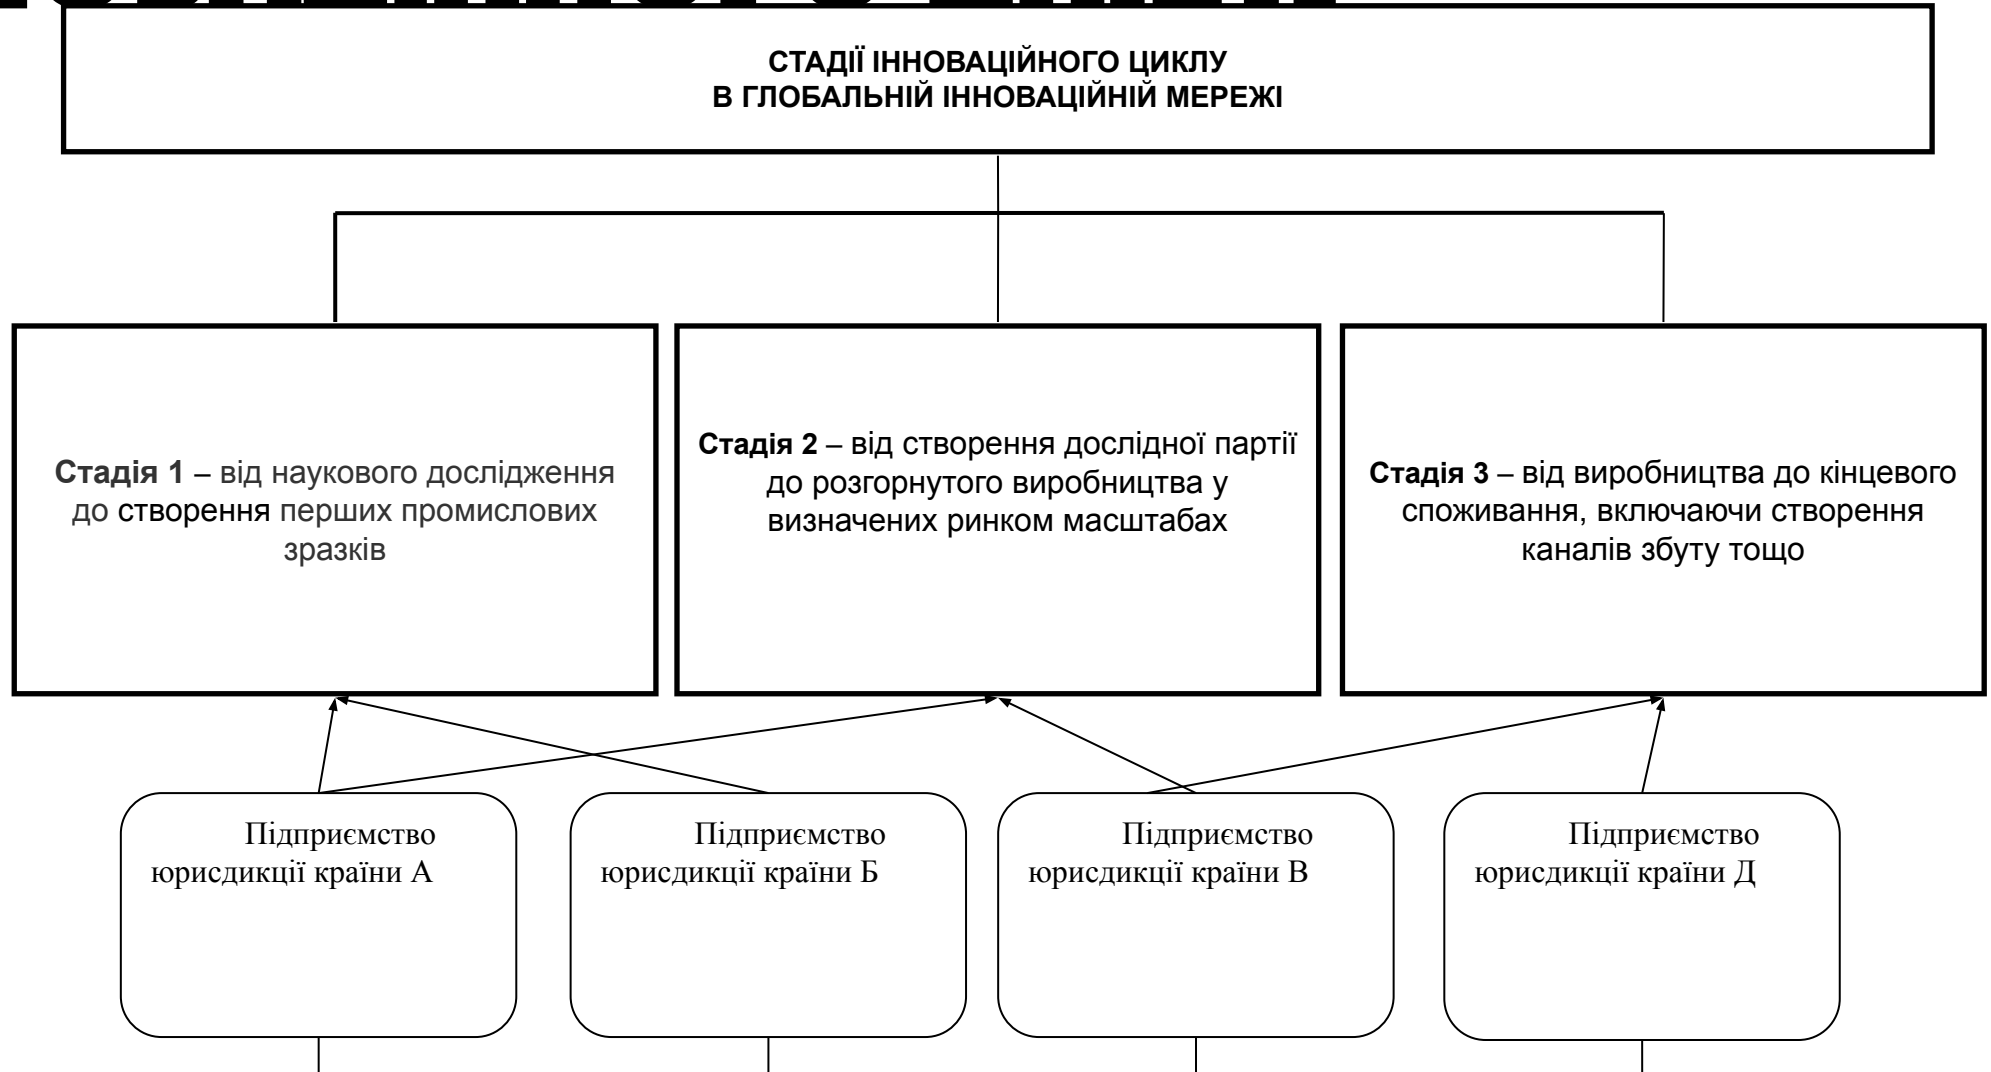 СТАДІЇ ІННОВАЦІЙНОГО ЦИКЛУ
В ГЛОБАЛЬНІЙ ІННОВАЦІЙНІЙ МЕРЕЖІ
Стадія 1 – від наукового дослідження
до створення перших промислових
зразків
Стадія 2 – від створення дослідної партії
до розгорнутого виробництва у
визначених ринком масштабах
Стадія 3 – від виробництва до кінцевого
споживання, включаючи створення
каналів збуту тощо
Підприємство
юрисдикції країни А
Підприємство
юрисдикції країни Б
Підприємство
юрисдикції країни В
Підприємство
юрисдикції країни Д